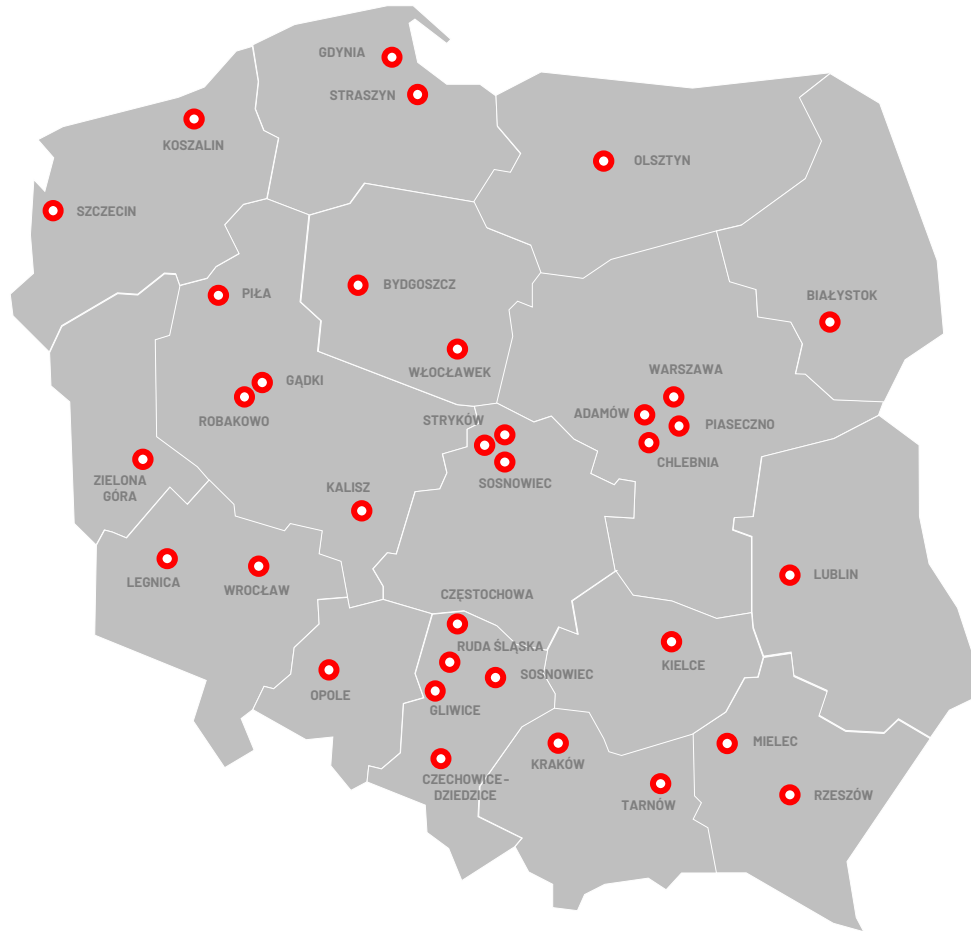 GDYNIA
STRASZYN
KOSZALIN
OLSZTYN
SZCZECIN
BYDGOSZCZ
PIŁA
BIAŁYSTOK
WŁOCŁAWEK
WARSZAWA
GĄDKI
ROBAKOWO
STRYKÓW
ADAMÓW
PIASECZNO
CHLEBNIA
ZIELONA
GÓRA
KALISZ
SOSNOWIEC
LEGNICA
WROCŁAW
LUBLIN
CZĘSTOCHOWA
RUDA ŚLĄSKA
KIELCE
SOSNOWIEC
OPOLE
GLIWICE
MIELEC
KRAKÓW
CZECHOWICE-
DZIEDZICE
TARNÓW
RZESZÓW